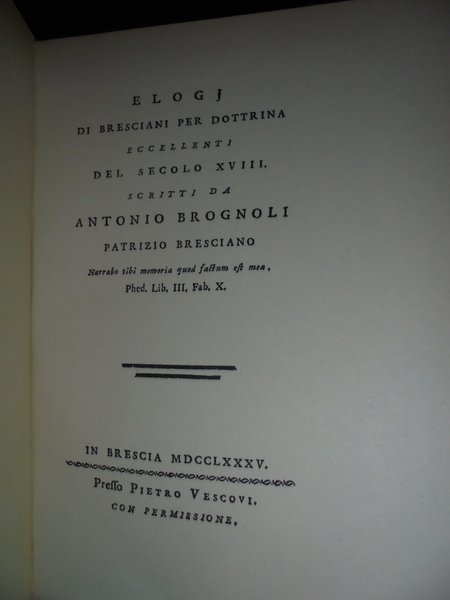 ELOGJ
DI BRESCIANI PER DOTTRINA
ECCELLENTI
DEL SECOLO XVIII.
SCRITTI DA
ANTONIO BROGNOLI
PATRIZIO BRESCIANO
Narrabo tibi memoria quod factum eſt mea.
Phed. Lib. III, Fab. X.
IN BRESCIA MDCCLXXXV.
Preſſo PIETRO VESCOVI.
CON PERMISSIONE.